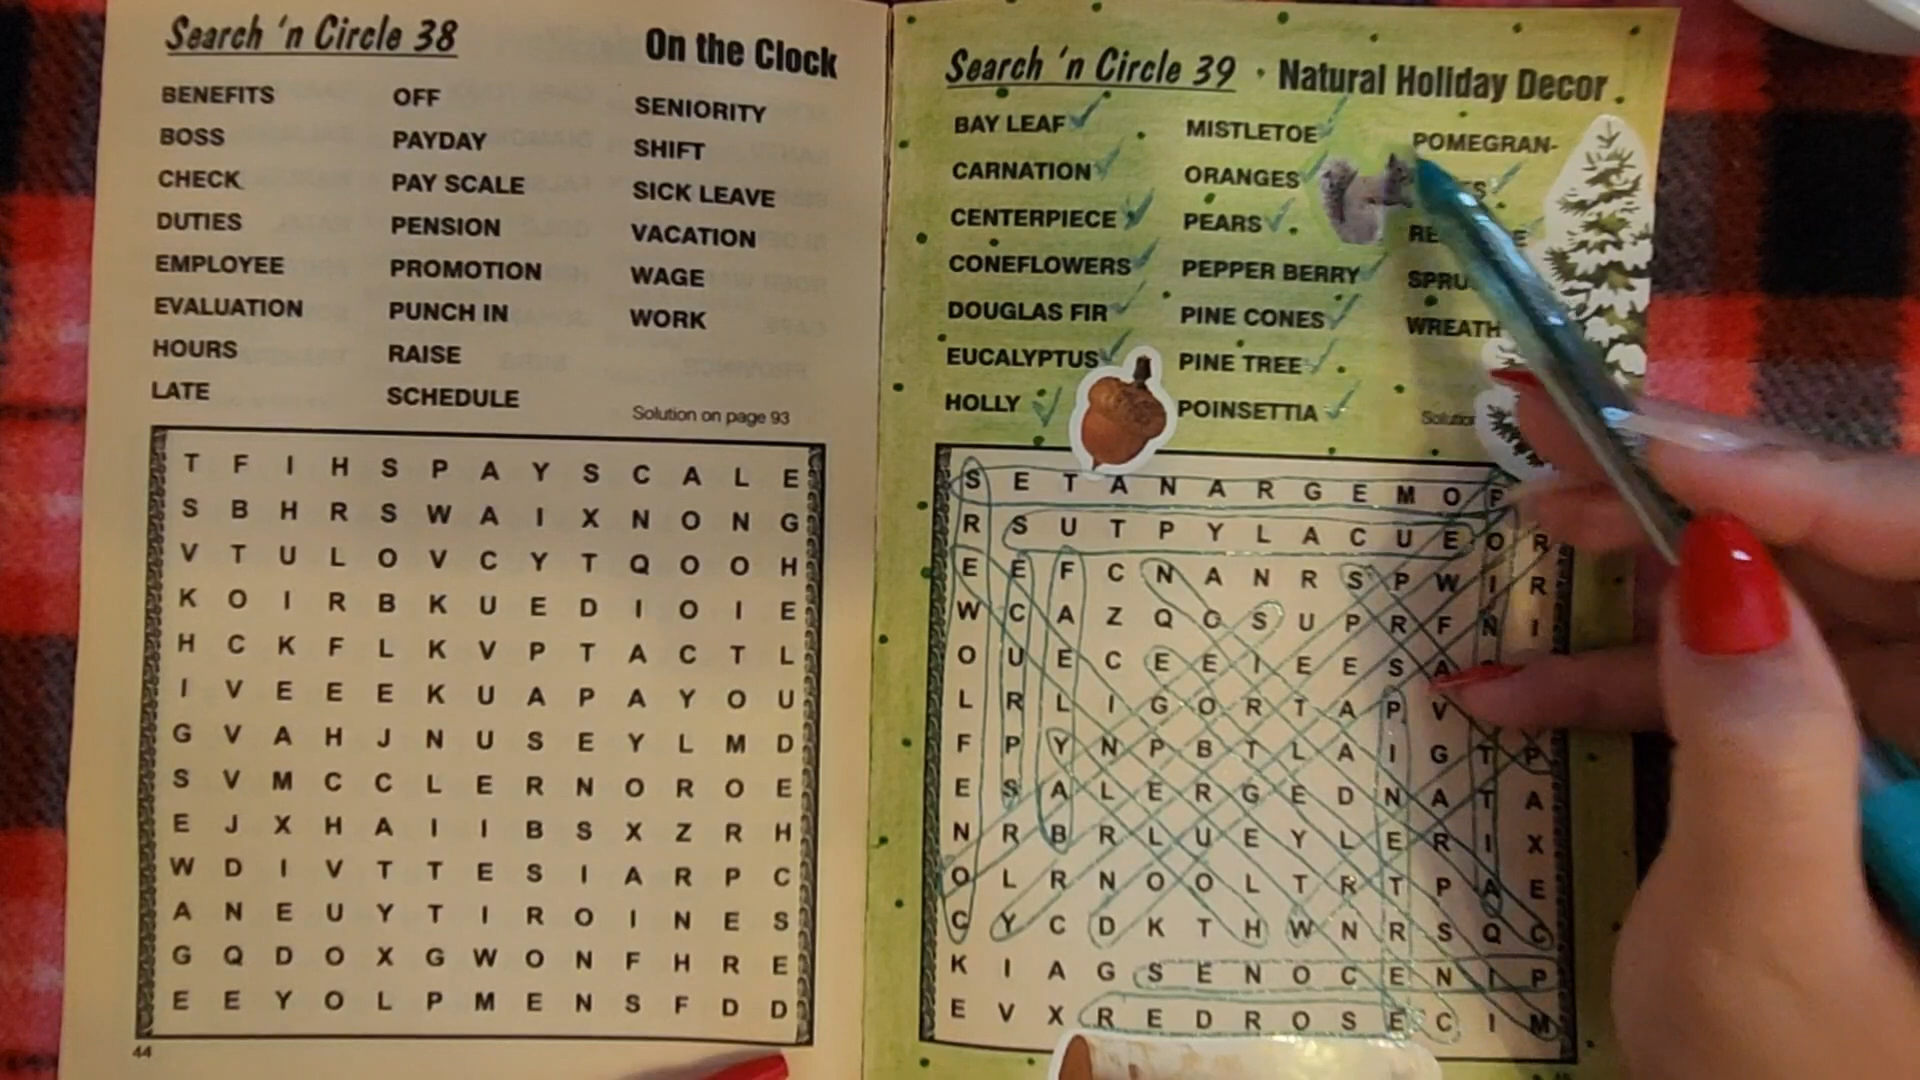 Search 'n Circle 38
On the Clock
BENEFITS OFF SENIORITY
BOSS PAYDAY SHIFT
CHECK PAY SCALE SICK LEAVE
DUTIES PENSION VACATION
EMPLOYEE PROMOTION WAGE
EVALUATION PUNCH IN WORK
HOURS RAISE
LATE SCHEDULE
Solution on page 93
T F I H S P A Y S C A L E
S B H R S W A I X N O N G
V T U L O V C Y T Q O O H
K O I R B K U E D I O I E
H C K F L K V P T A C T L
I V E E E K U A P A Y O U
G V A H J N U S E Y L M D
S V M C C L E R N O R O E
E J X H A I I B S X Z R H
W D I V T T E S I A R P C
A N E U Y T I R O I N E S
G Q D O X G W O N F H R E
E E Y O L P M E N S F D D
44
Search 'n Circle 39 · Natural Holiday Decor
BAY LEAF MISTLETOE POMEGRAN-
CARNATION ORANGES
CENTERPIECE PEARS
CONEFLOWERS PEPPER BERRY
DOUGLAS FIR PINE CONES WREATH
EUCALYPTUS PINE TREE
HOLLY POINSETTIA
Solution
S E T A N A R G E M O P
R S U T P Y L A C U E O R
E E F C N A N R S P W I R
W C A Z Q O S U P R F N I
O U E C E E I E E S A
L R L I G O R T A P V
F P Y N P B T L A I G T P
E S A L E R G E D N A T A
N R B R L U E Y L E R I X
O L R N O O L T R T P A E
C Y C D K T H W N R S Q C
K I A G S E N O C E N I P
E V X R E D R O S E C I M